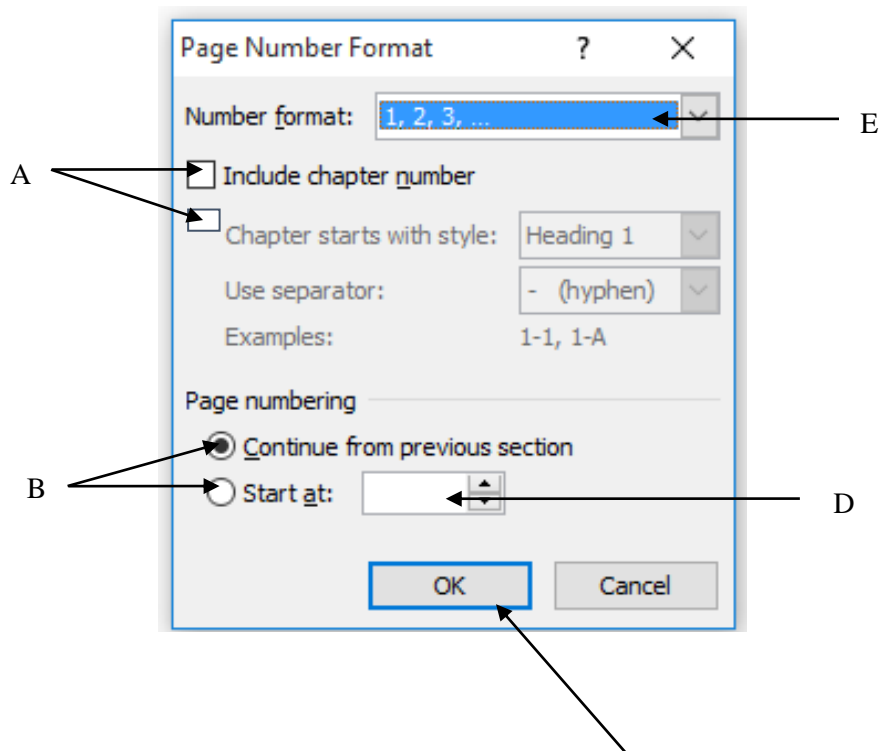 Page Number Format ? X
Number format: 1, 2, 3, ...
E
A
Include chapter number
Chapter starts with style: Heading 1
Use separator: - (hyphen)
Examples: 1-1, 1-A
Page numbering
Continue from previous section
B
Start at:
D
OK Cancel